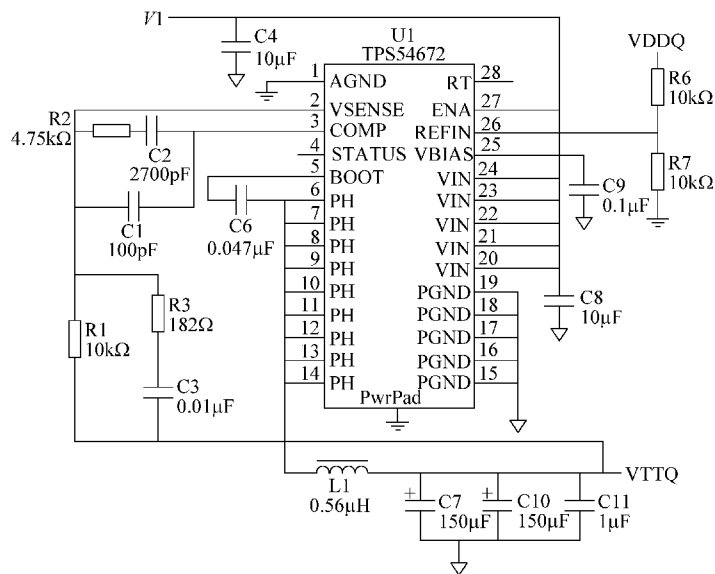 V1
C4
10μF
U1
TPS54672
VDDQ
1
AGND
RT
28
R6
10kΩ
2
VSENSE
ENA
27
R2
4.75kΩ
3
COMP
REFIN
26
C2
2700pF
4
STATUS
VBIAS
25
R7
10kΩ
5
BOOT
VIN
24
C9
0.1μF
6
PH
VIN
23
C1
100pF
C6
0.047μF
7
PH
VIN
22
8
PH
VIN
21
9
PH
VIN
20
10
PH
PGND
19
C8
10μF
R3
182Ω
11
PH
PGND
18
R1
10kΩ
12
PH
PGND
17
13
PH
PGND
16
C3
0.01μF
14
PH
PGND
15
PwrPad
VTTQ
L1
0.56μH
+
C7
150μF
+
C10
150μF
C11
1μF